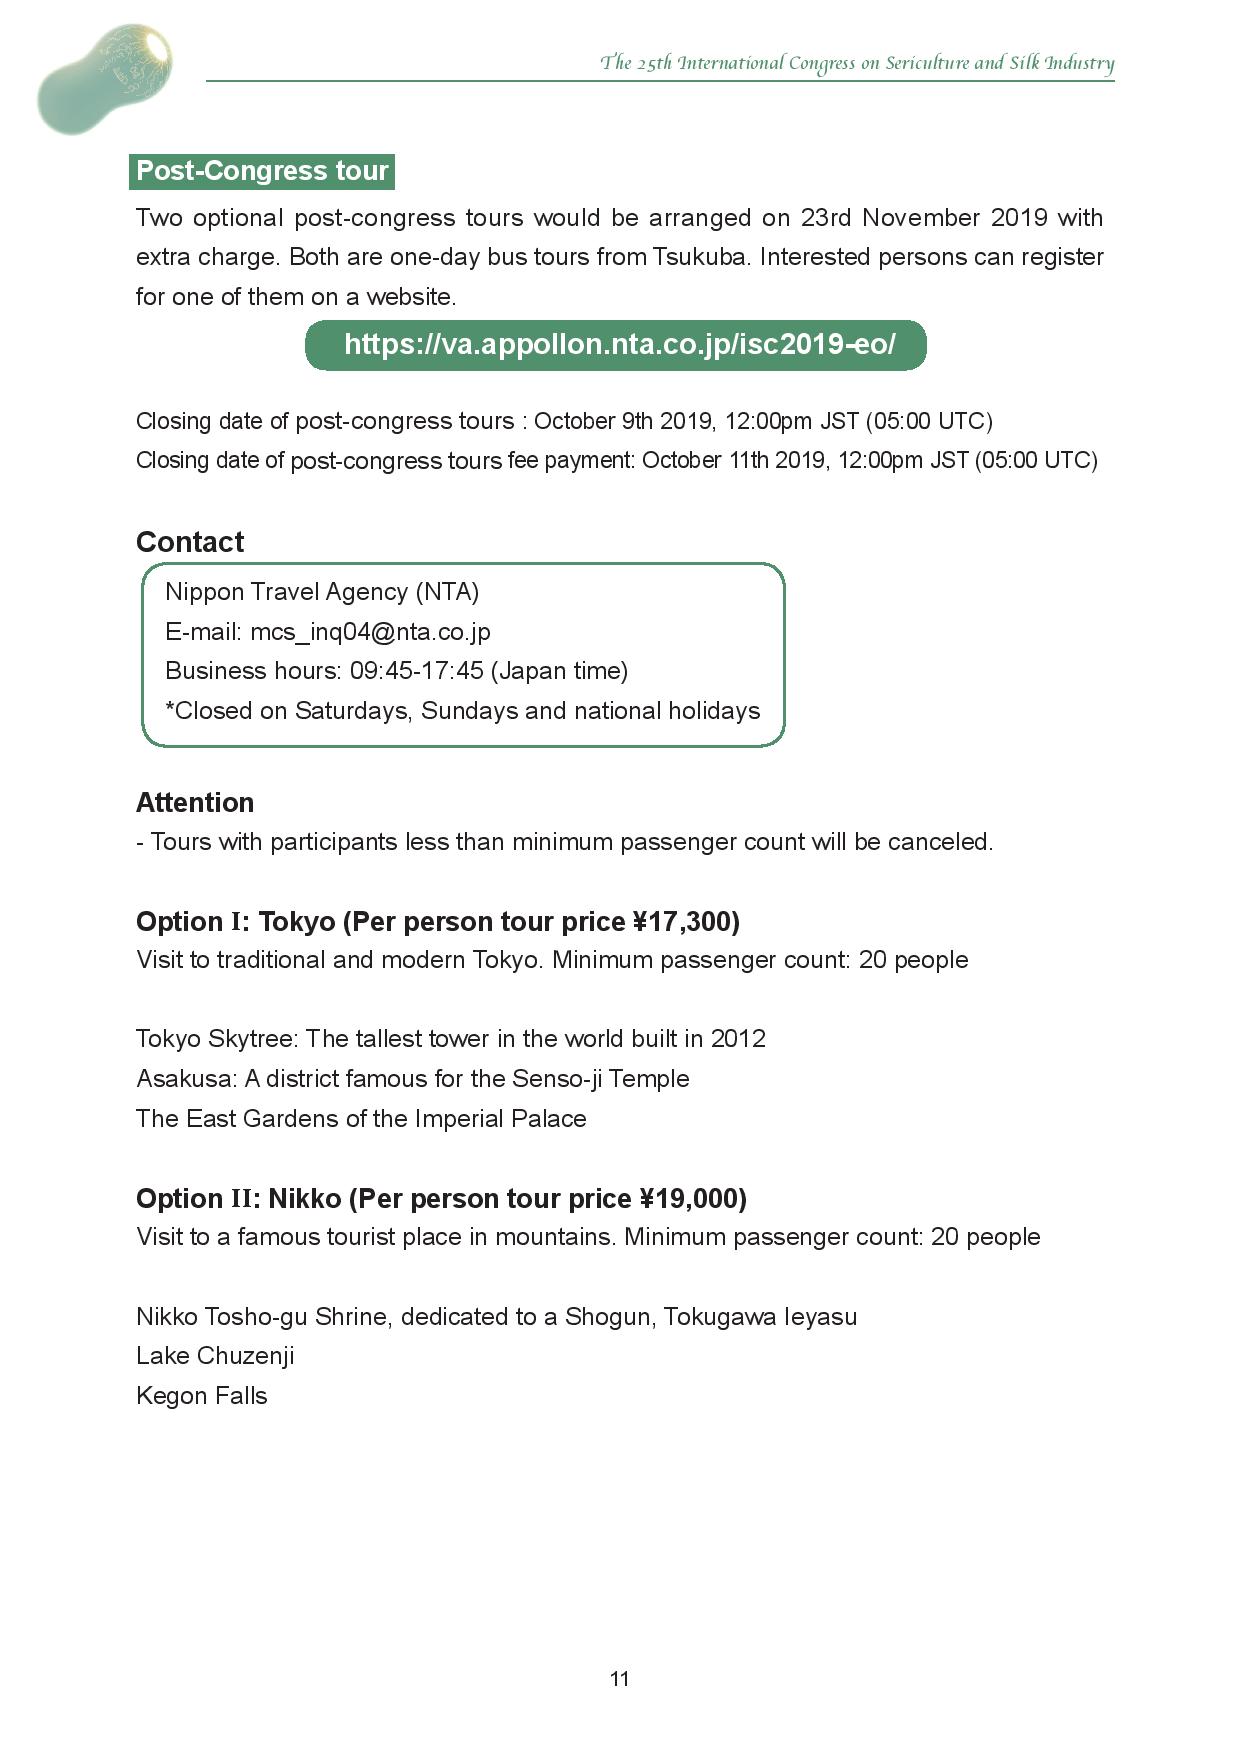 The 25th International Congress on Sericulture and Silk Industry
Post-Congress tour
Two optional post-congress tours would be arranged on 23rd November 2019 with
extra charge. Both are one-day bus tours from Tsukuba. Interested persons can register
for one of them on a website.
https://va.appollon.nta.co.jp/isc2019-eo/
Closing date of post-congress tours : October 9th 2019, 12:00pm JST (05:00 UTC)
Closing date of post-congress tours fee payment: October 11th 2019, 12:00pm JST (05:00 UTC)
Contact
Nippon Travel Agency (NTA)
E-mail: mcs_inq04@nta.co.jp
Business hours: 09:45-17:45 (Japan time)
*Closed on Saturdays, Sundays and national holidays
Attention
- Tours with participants less than minimum passenger count will be canceled.
Option I: Tokyo (Per person tour price ¥17,300)
Visit to traditional and modern Tokyo. Minimum passenger count: 20 people
Tokyo Skytree: The tallest tower in the world built in 2012
Asakusa: A district famous for the Senso-ji Temple
The East Gardens of the Imperial Palace
Option II: Nikko (Per person tour price ¥19,000)
Visit to a famous tourist place in mountains. Minimum passenger count: 20 people
Nikko Tosho-gu Shrine, dedicated to a Shogun, Tokugawa Ieyasu
Lake Chuzenji
Kegon Falls
11